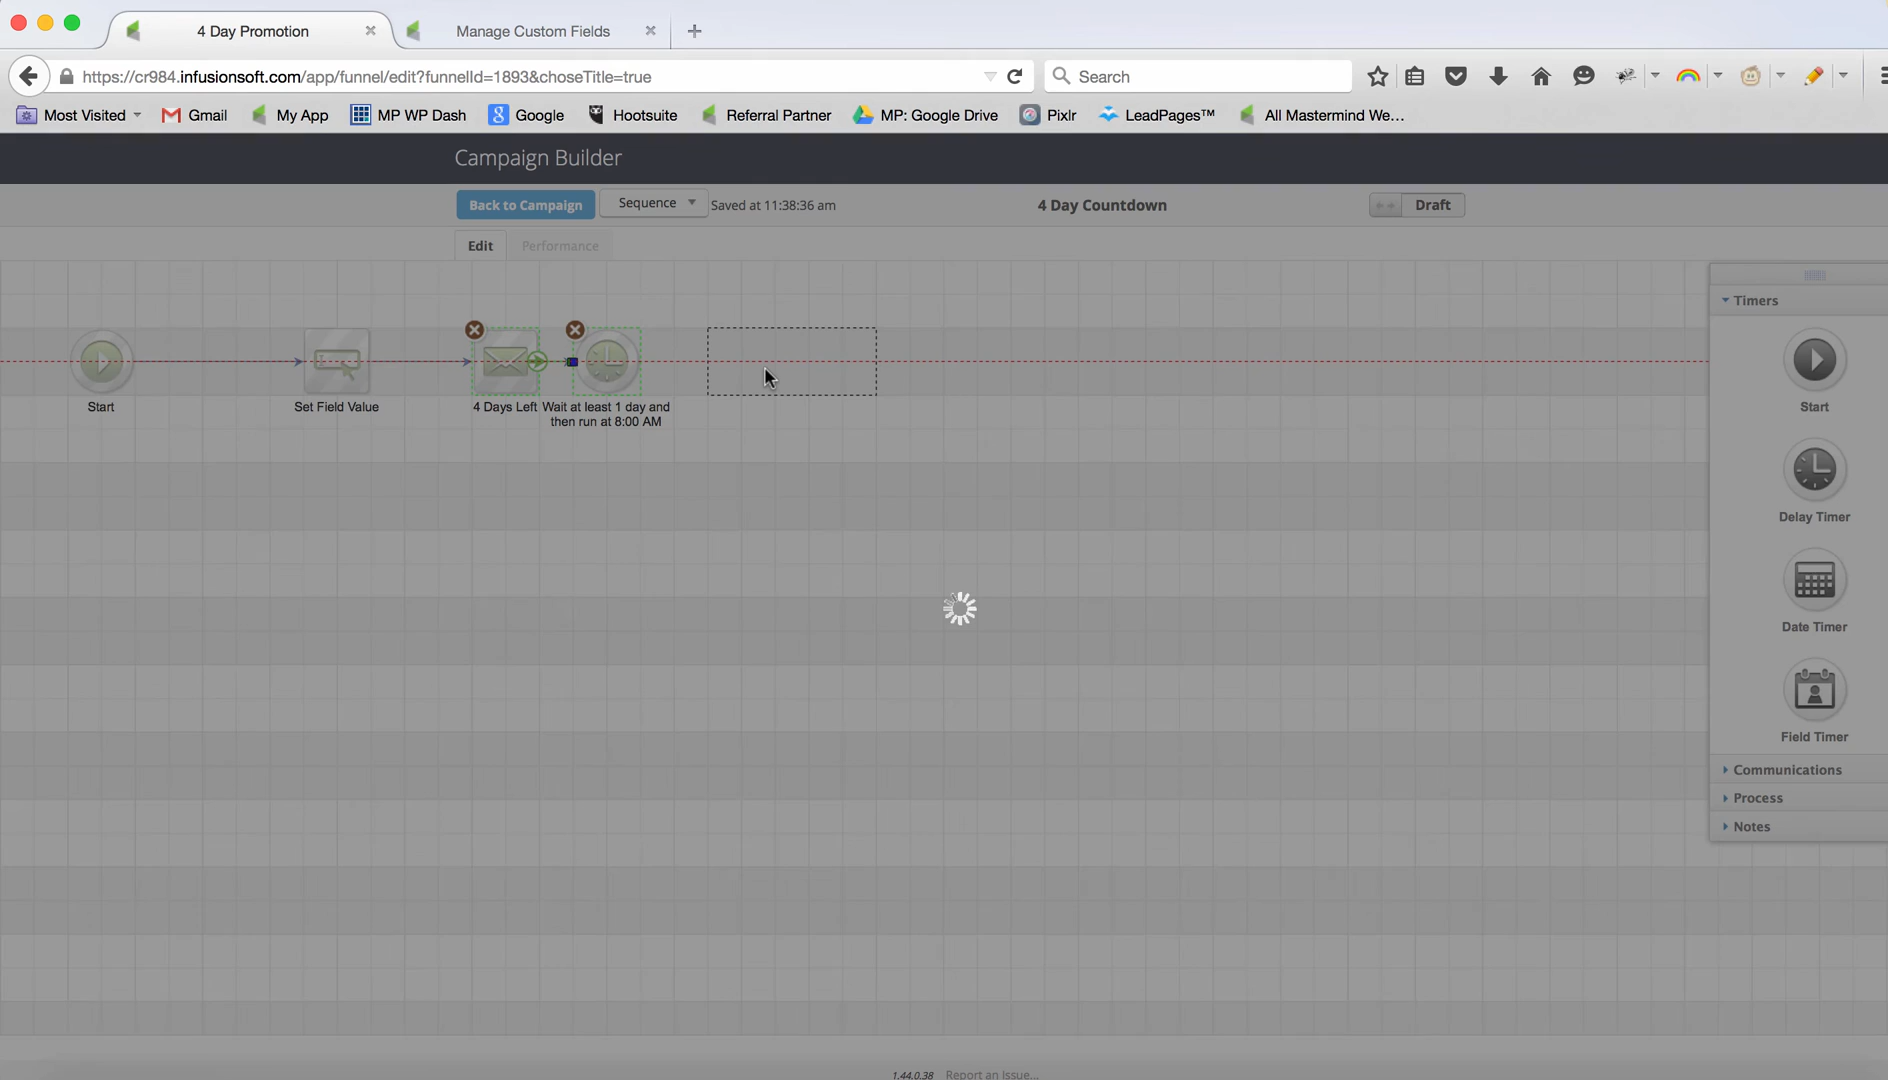 4 Day Promotion
Manage Custom Fields
https://cr984.infusionsoft.com/app/funnel/edit?funnelId=1893&choseTitle=true
Search
Most Visited
Gmail
My App
MP WP Dash
Google
Hootsuite
Referral Partner
MP: Google Drive
Pixlr
LeadPages™
All Mastermind We...
Campaign Builder
Back to Campaign
Sequence
Saved at 11:38:36 am
4 Day Countdown
Draft
Edit
Performance
Timers
Start
Set Field Value
4 Days Left
Wait at least 1 day and
then run at 8:00 AM
Start
Delay Timer
Date Timer
Field Timer
Communications
Process
Notes
1.44.0.38
Report an Issue...